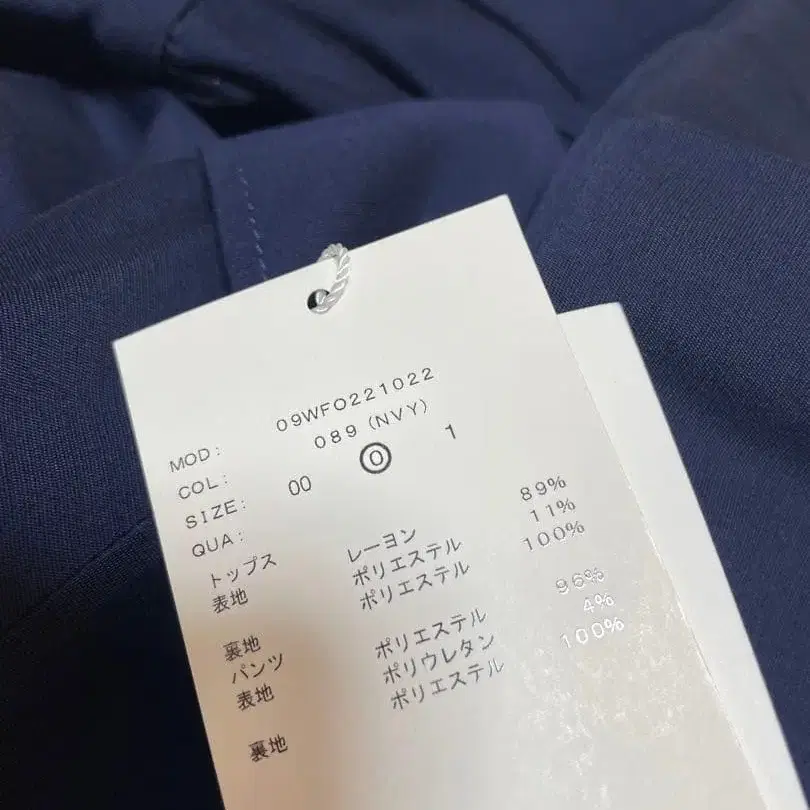 MOD: 09WFO221022
COL: 089 (NVY)
SIZE: 00 0 1
QUA:
トップス
表地 レーヨン 89%
ポリエステル 11%
裏地 ポリエステル 100%
パンツ
表地 ポリエステル 96%
ポリウレタン 4%
裏地 ポリエステル 100%